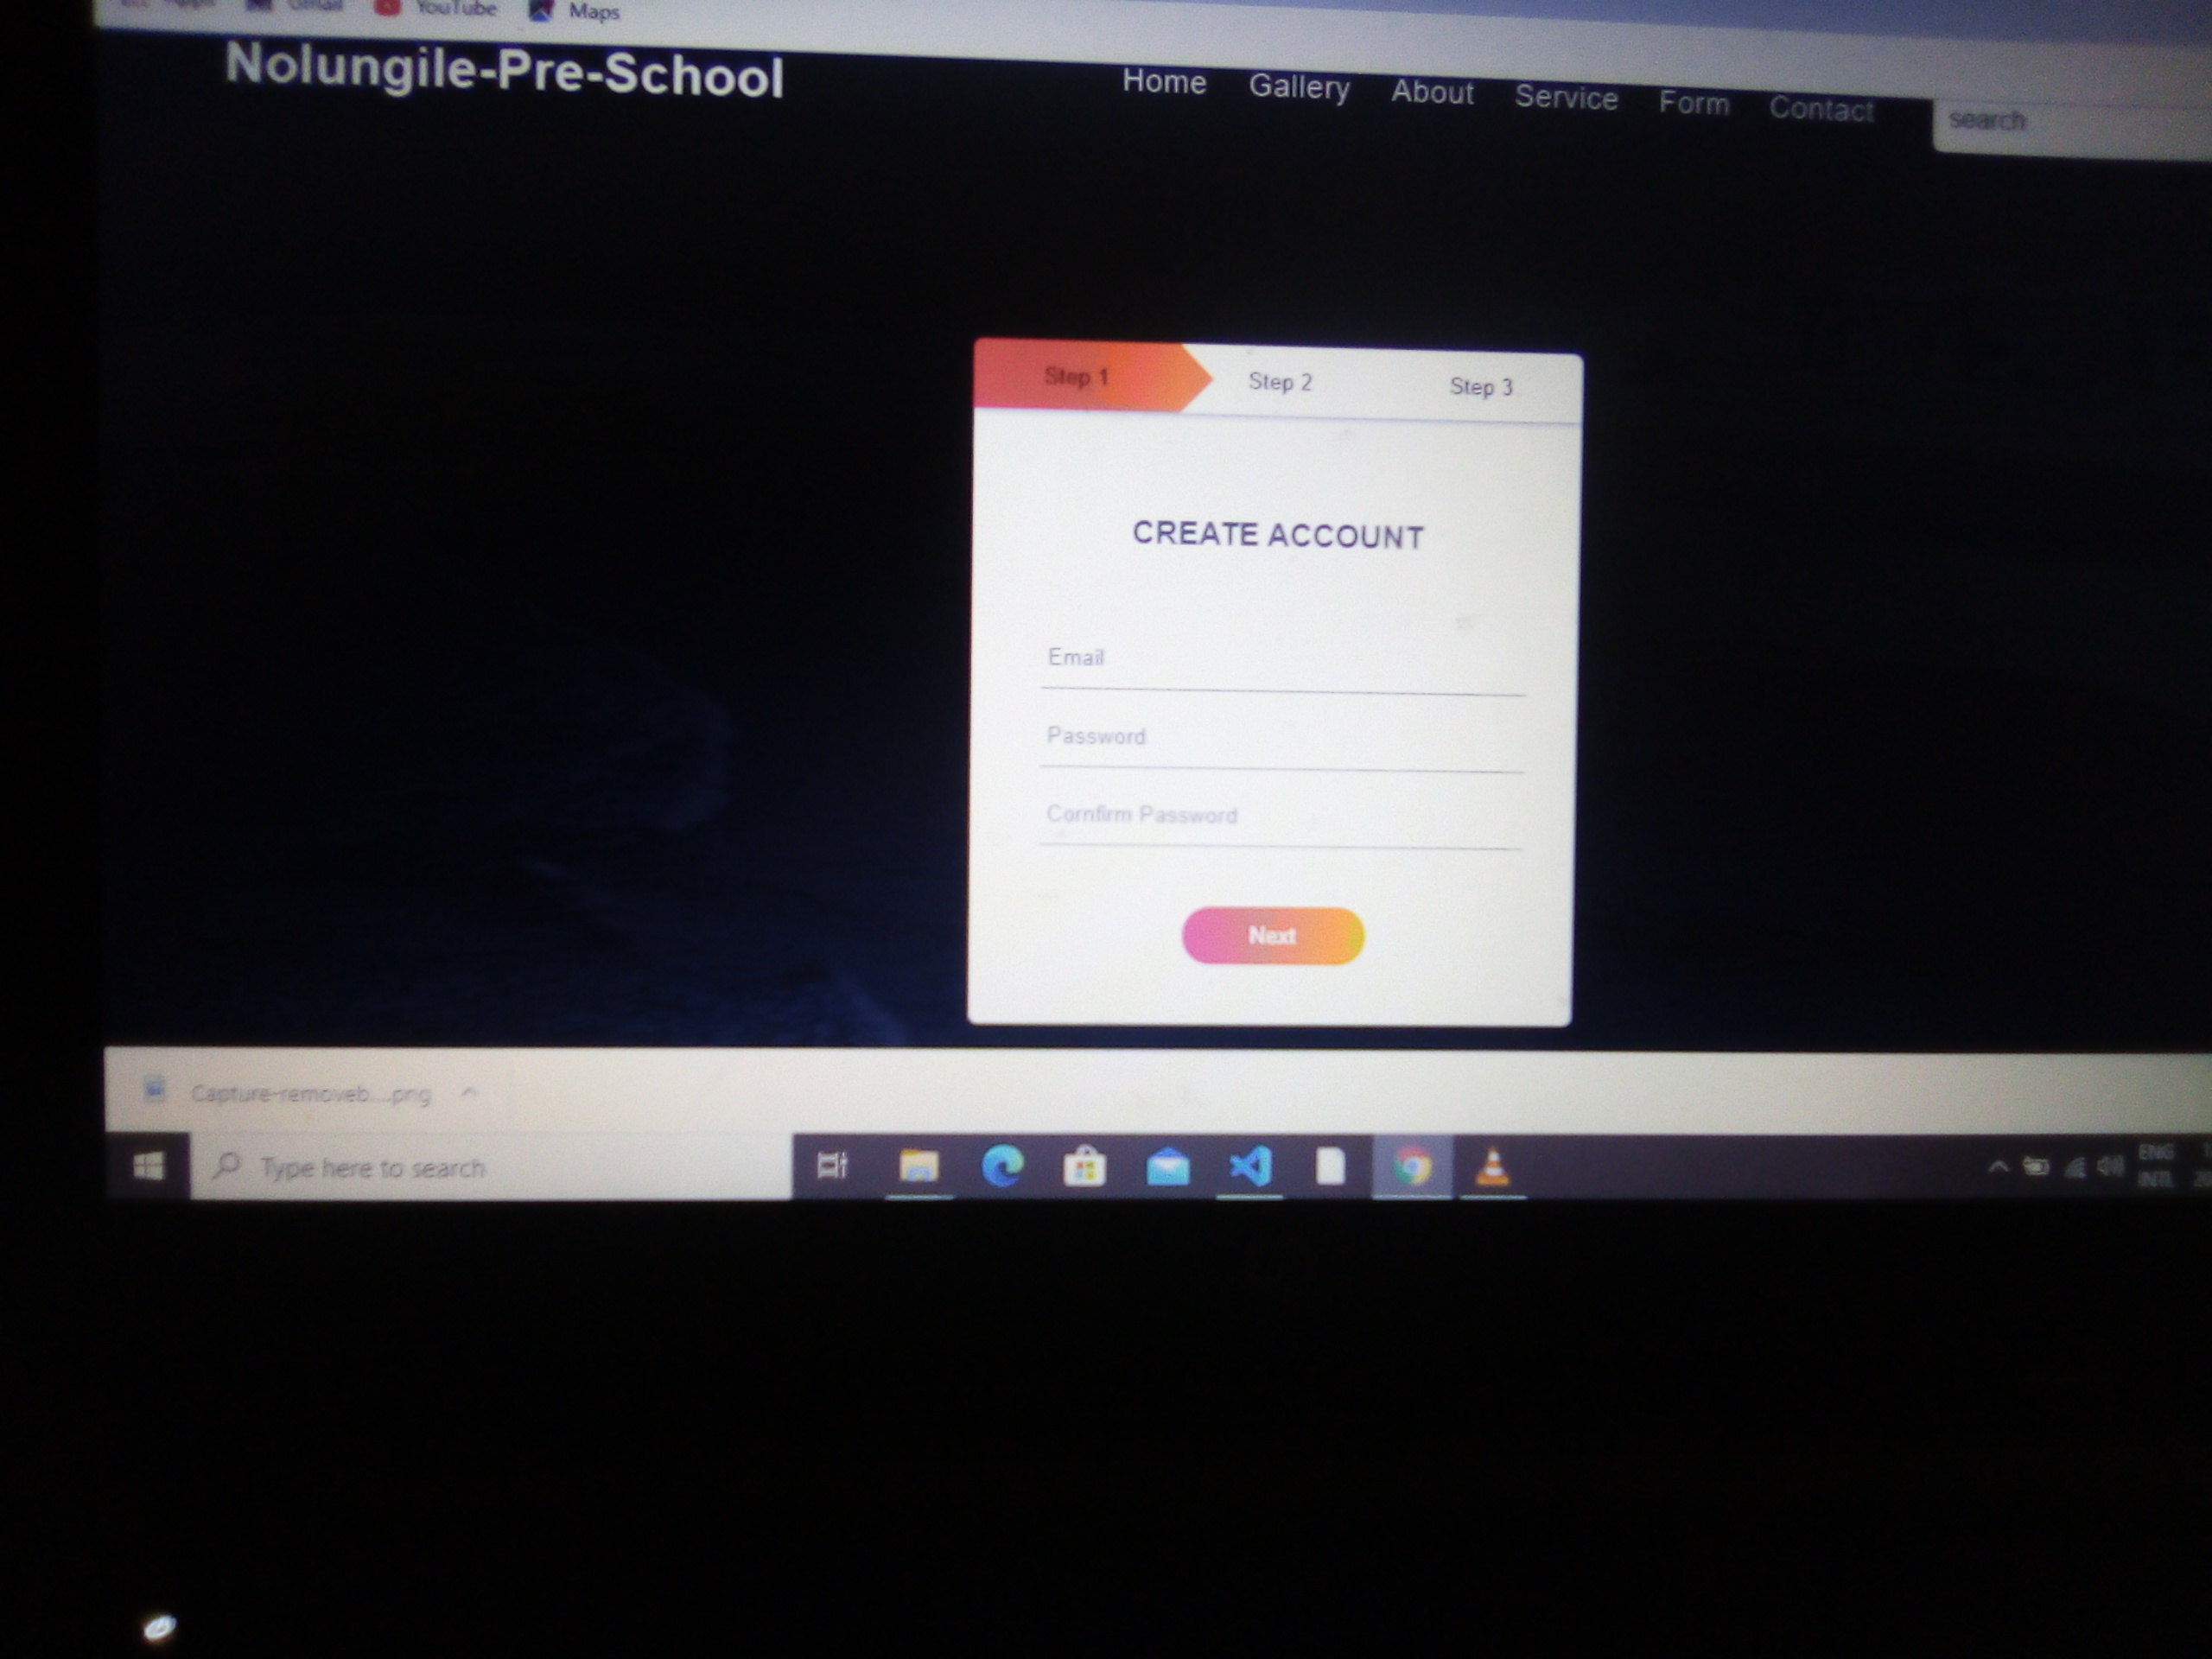 Apps Gmail YouTube Maps
Nolungile-Pre-School
Home Gallery About Service Form Contact search
Step 1 Step 2 Step 3
CREATE ACCOUNT
Email
Password
Cornfirm Password
Next
Capture-removeb....png
Type here to search
ENG
INTL